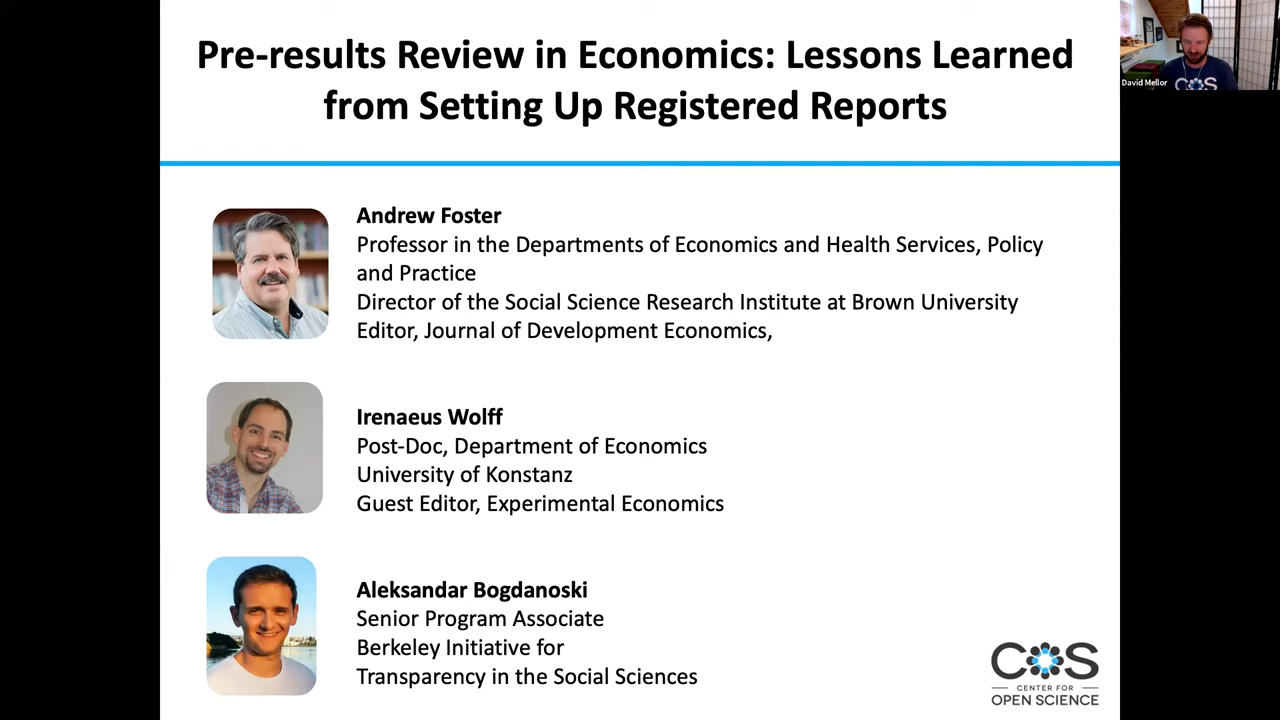 Pre-results Review in Economics: Lessons Learned
from Setting Up Registered Reports
David Mellor
COS
Andrew Foster
Professor in the Departments of Economics and Health Services, Policy
and Practice
Director of the Social Science Research Institute at Brown University
Editor, Journal of Development Economics,
Irenaeus Wolff
Post-Doc, Department of Economics
University of Konstanz
Guest Editor, Experimental Economics
Aleksandar Bogdanoski
Senior Program Associate
Berkeley Initiative for
Transparency in the Social Sciences
COS
CENTER FOR
OPEN SCIENCE